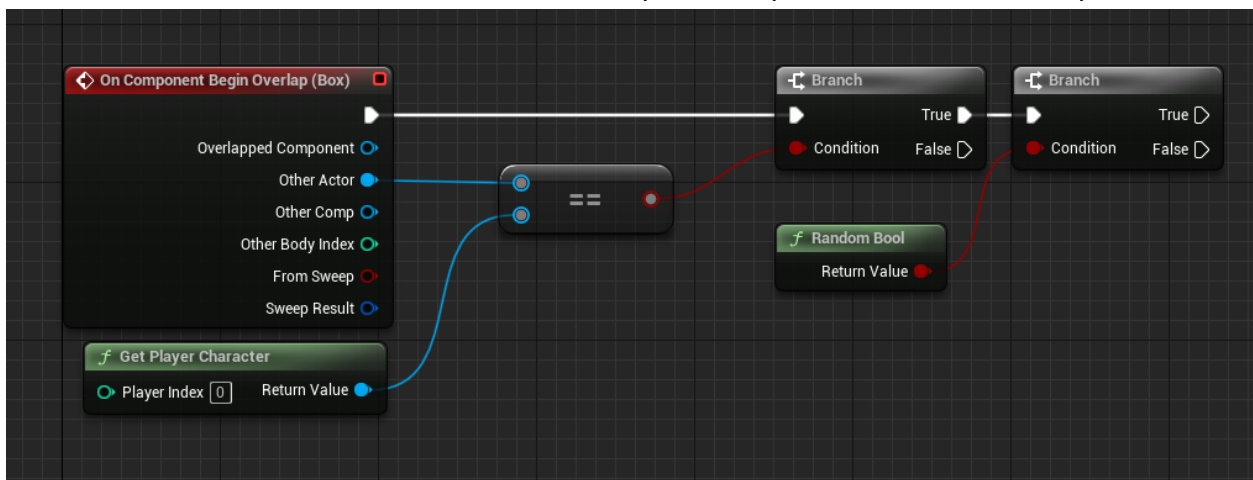 On Component Begin Overlap (Box)
Overlapped Component
Other Actor
Other Comp
Other Body Index
From Sweep
Sweep Result
f Get Player Character
Player Index 0 Return Value
==
Branch
True
Condition False
Branch
True
Condition False
f Random Bool
Return Value